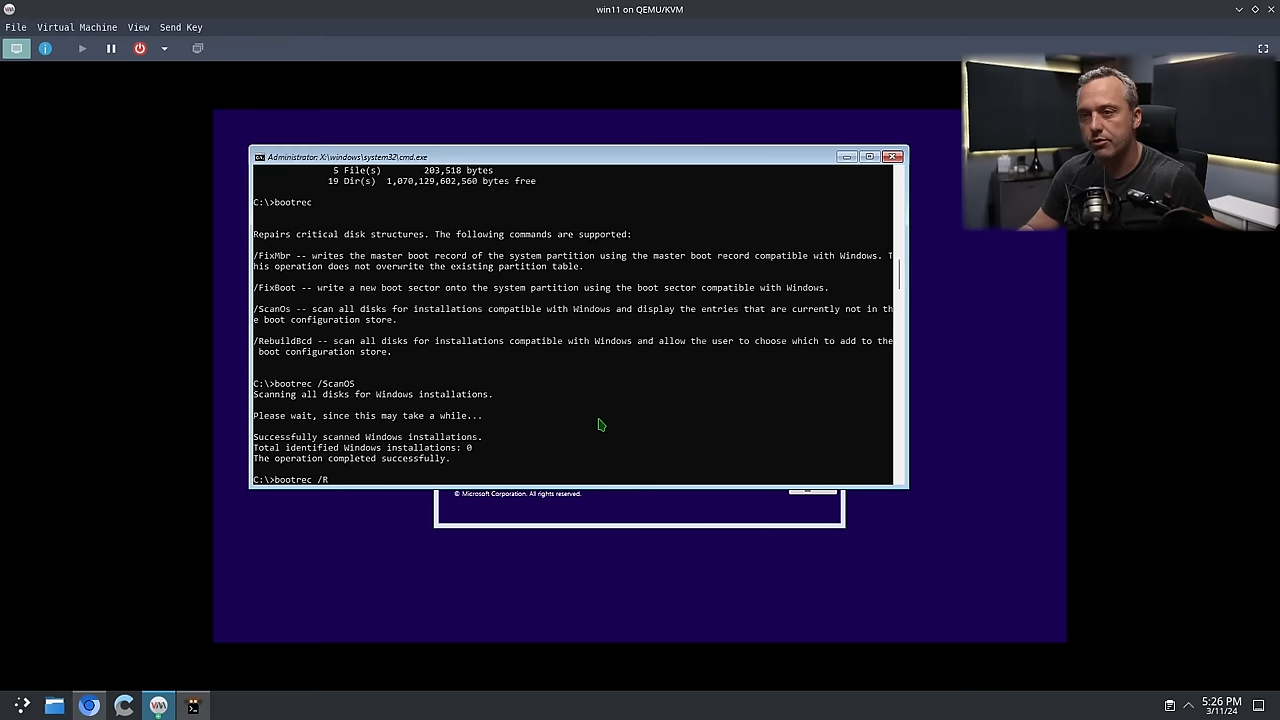 win11 on QEMU/KVM
File Virtual Machine View Send Key
Administrator: X:\windows\system32\cmd.exe
5 File(s) 203,518 bytes
19 Dir(s) 1,070,129,602,560 bytes free
C:\>bootrec
Repairs critical disk structures. The following commands are supported:
/FixMbr -- writes the master boot record of the system partition using the master boot record compatible with Windows. T
his operation does not overwrite the existing partition table.
/FixBoot -- write a new boot sector onto the system partition using the boot sector compatible with Windows.
/ScanOs -- scan all disks for installations compatible with Windows and display the entries that are currently not in th
e boot configuration store.
/RebuildBcd -- scan all disks for installations compatible with Windows and allow the user to choose which to add to the
boot configuration store.
C:\>bootrec /ScanOS
Scanning all disks for Windows installations.
Please wait, since this may take a while...
Successfully scanned Windows installations.
Total identified Windows installations: 0
The operation completed successfully.
C:\>bootrec /R
© Microsoft Corporation. All rights reserved.
5:26 PM
3/11/24